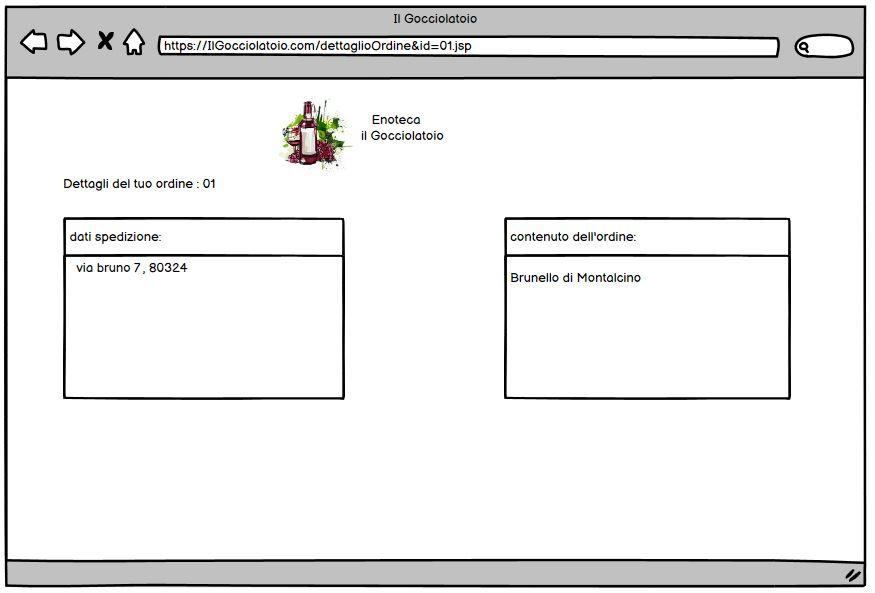 Il Gocciolatoio
https://IlGocciolatoio.com/dettaglioOrdine&id=01.jsp
Enoteca
il Gocciolatoio
Dettagli del tuo ordine : 01
dati spedizione:
via bruno 7, 80324
contenuto dell'ordine:
Brunello di Montalcino